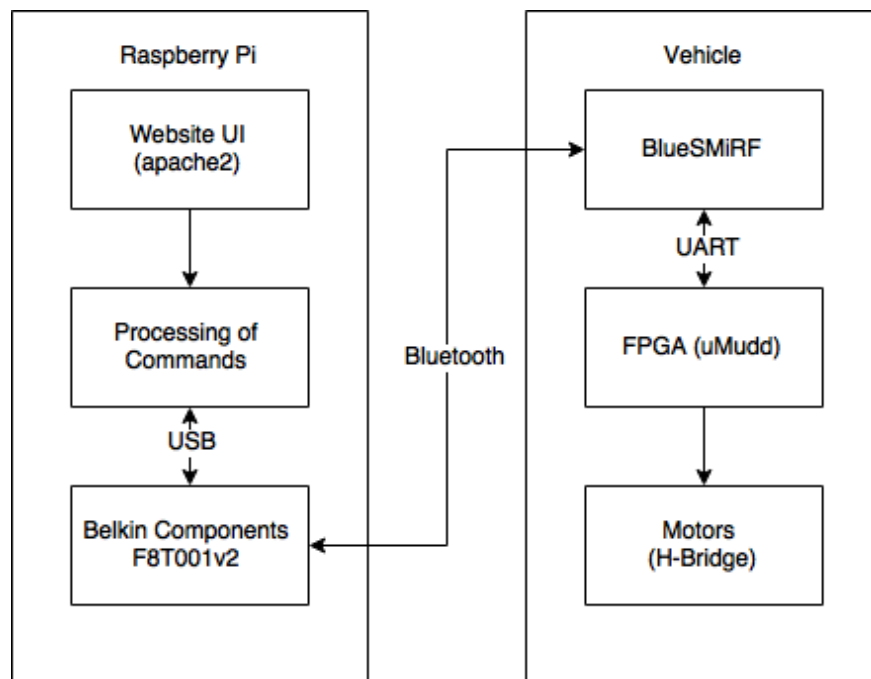 Raspberry Pi
Website UI
(apache2)
Processing of
Commands
USB
Belkin Components
F8T001v2
Bluetooth
Vehicle
BlueSMiRF
UART
FPGA (uMudd)
Motors
(H-Bridge)